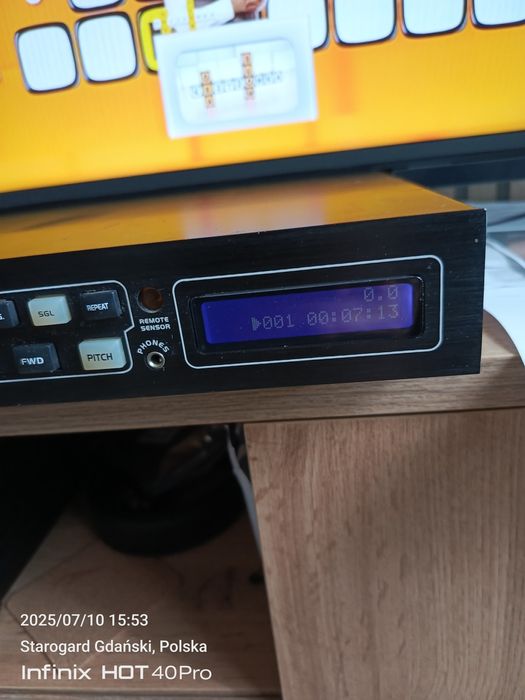 SGL
REPEAT
REMOTE
SENSOR
PHONES
FWD
PITCH
0.0
001 00:07:13
2025/07/10 15:53
Starogard Gdański, Polska
Infinix HOT 40Pro